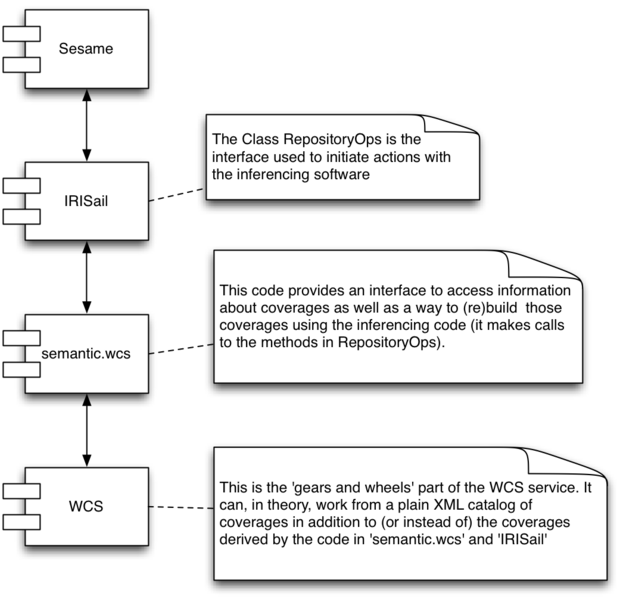 Sesame
The Class RepositoryOps is the
interface used to initiate actions with
the inferencing software
IRISail
This code provides an interface to access information
about coverages as well as a way to (re)build those
coverages using the inferencing code (it makes calls
to the methods in RepositoryOps).
semantic.wcs
This is the 'gears and wheels' part of the WCS service. It
can, in theory, work from a plain XML catalog of
coverages in addition to (or instead of) the coverages
derived by the code in 'semantic.wcs' and 'IRISail'
WCS